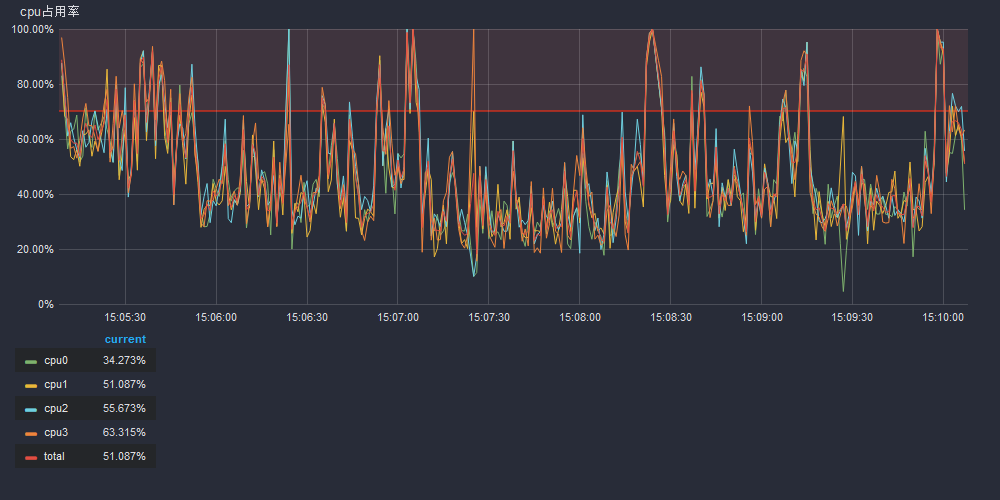 cpu占用率
100.00%
80.00%
60.00%
40.00%
20.00%
0%
15:05:30 15:06:00 15:06:30 15:07:00 15:07:30 15:08:00 15:08:30 15:09:00 15:09:30 15:10:00
current
cpu0 34.273%
cpu1 51.087%
cpu2 55.673%
cpu3 63.315%
total 51.087%